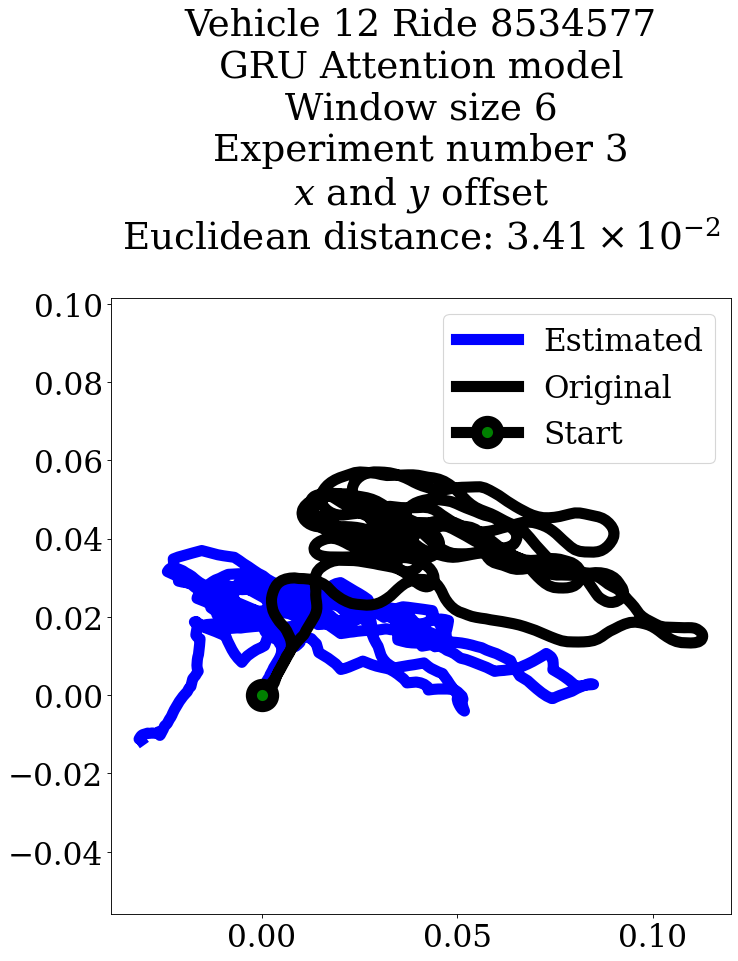 Vehicle 12 Ride 8534577
GRU Attention model
Window size 6
Experiment number 3
x and y offset
Euclidean distance: 3.41 × 10⁻²
0.10
0.08
0.06
0.04
0.02
0.00
−0.02
−0.04
Estimated
Original
Start
0.00
0.05
0.10